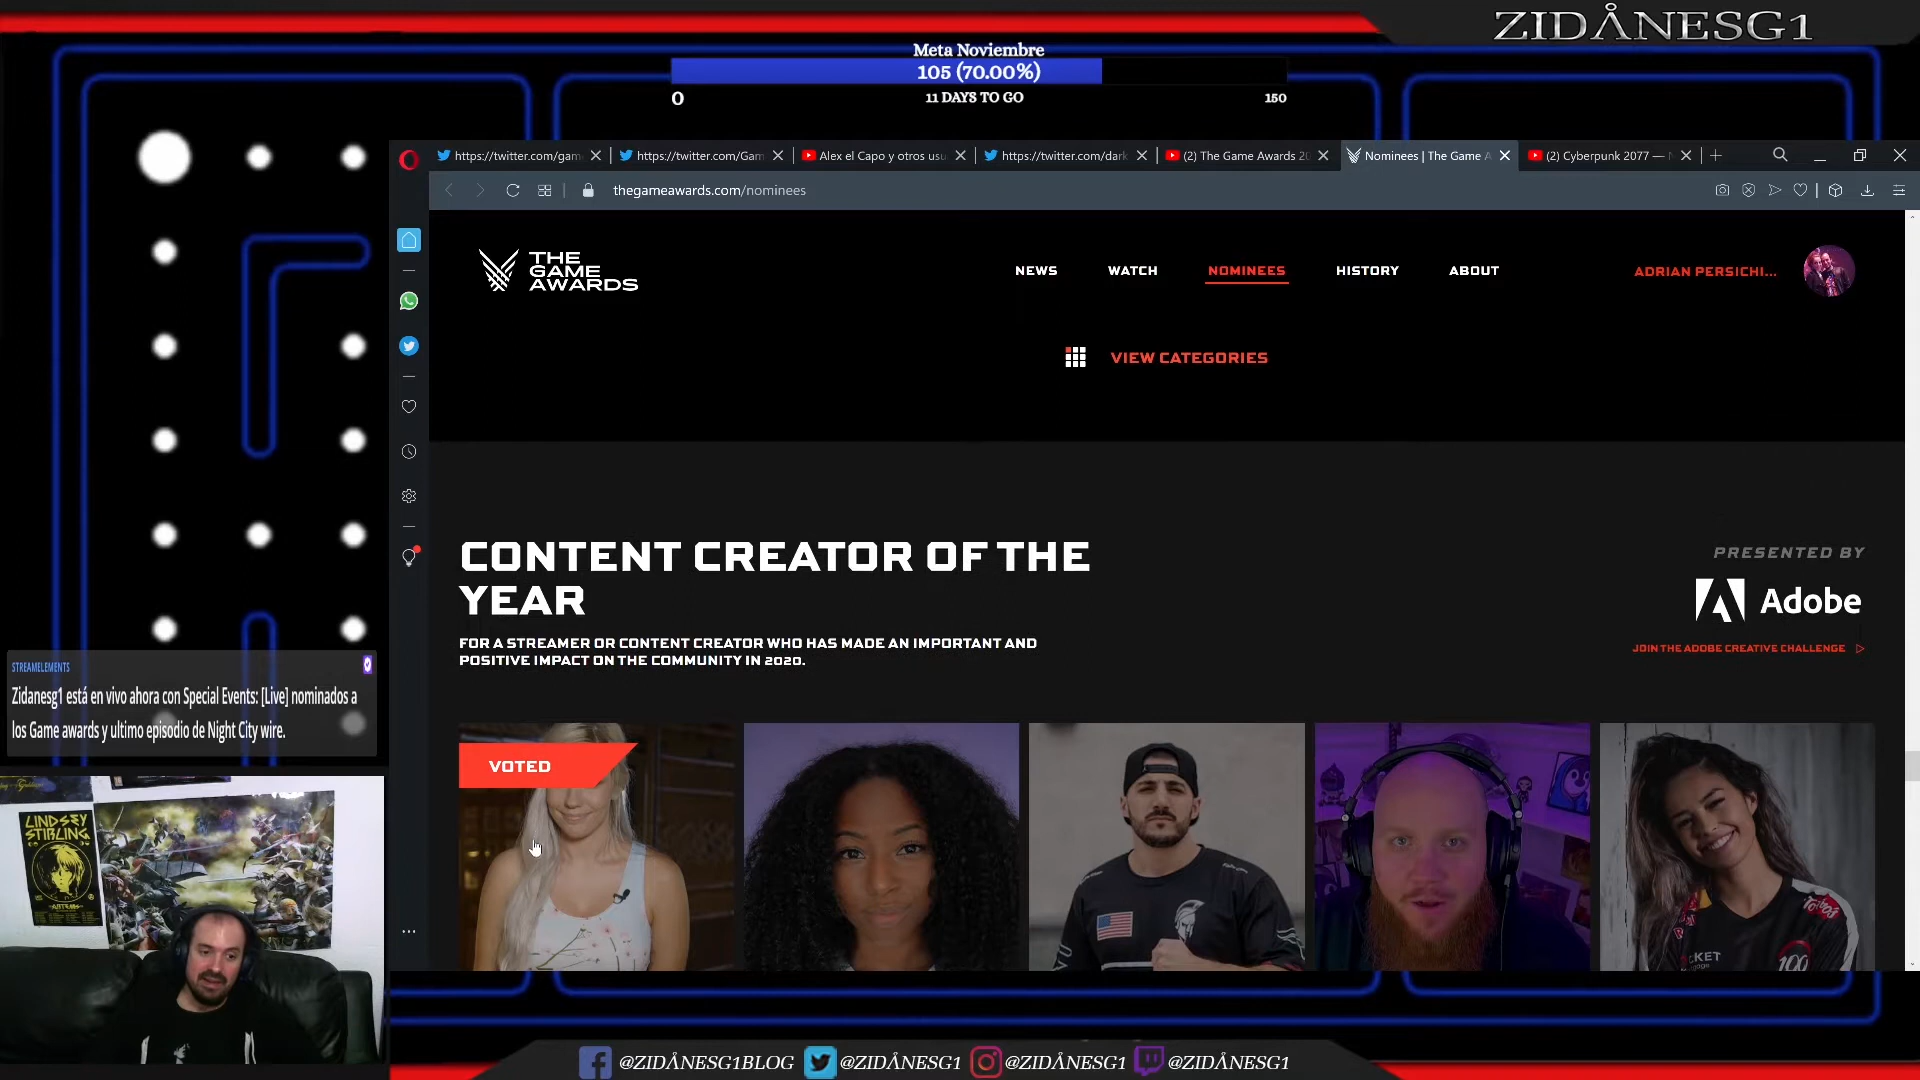 ZIDÅNESG1
Meta Noviembre
105 (70.00%)
0
11 DAYS TO GO
150
https://twitter.com/gam
https://twitter.com/Gam
Alex el Capo y otros usu
https://twitter.com/dark
(2) The Game Awards 20
Nominees | The Game A
(2) Cyberpunk 2077 —
thegameawards.com/nominees
THE
GAME
AWARDS
NEWS
WATCH
NOMINEES
HISTORY
ABOUT
ADRIAN PERSICHI...
VIEW CATEGORIES
CONTENT CREATOR OF THE
YEAR
FOR A STREAMER OR CONTENT CREATOR WHO HAS MADE AN IMPORTANT AND
POSITIVE IMPACT ON THE COMMUNITY IN 2020.
PRESENTED BY
Adobe
JOIN THE ADOBE CREATIVE CHALLENGE
VOTED
CKET
100
STREAMELEMENTS
Zidanesg1 está en vivo ahora con Special Events: [Live] nominados a
los Game awards y ultimo episodio de Night City wire.
LINDSEY
STIRLING
ARTEMIS
@ZIDÅNESG1BLOG
@ZIDÅNESG1
@ZIDÅNESG1
@ZIDÅNESG1